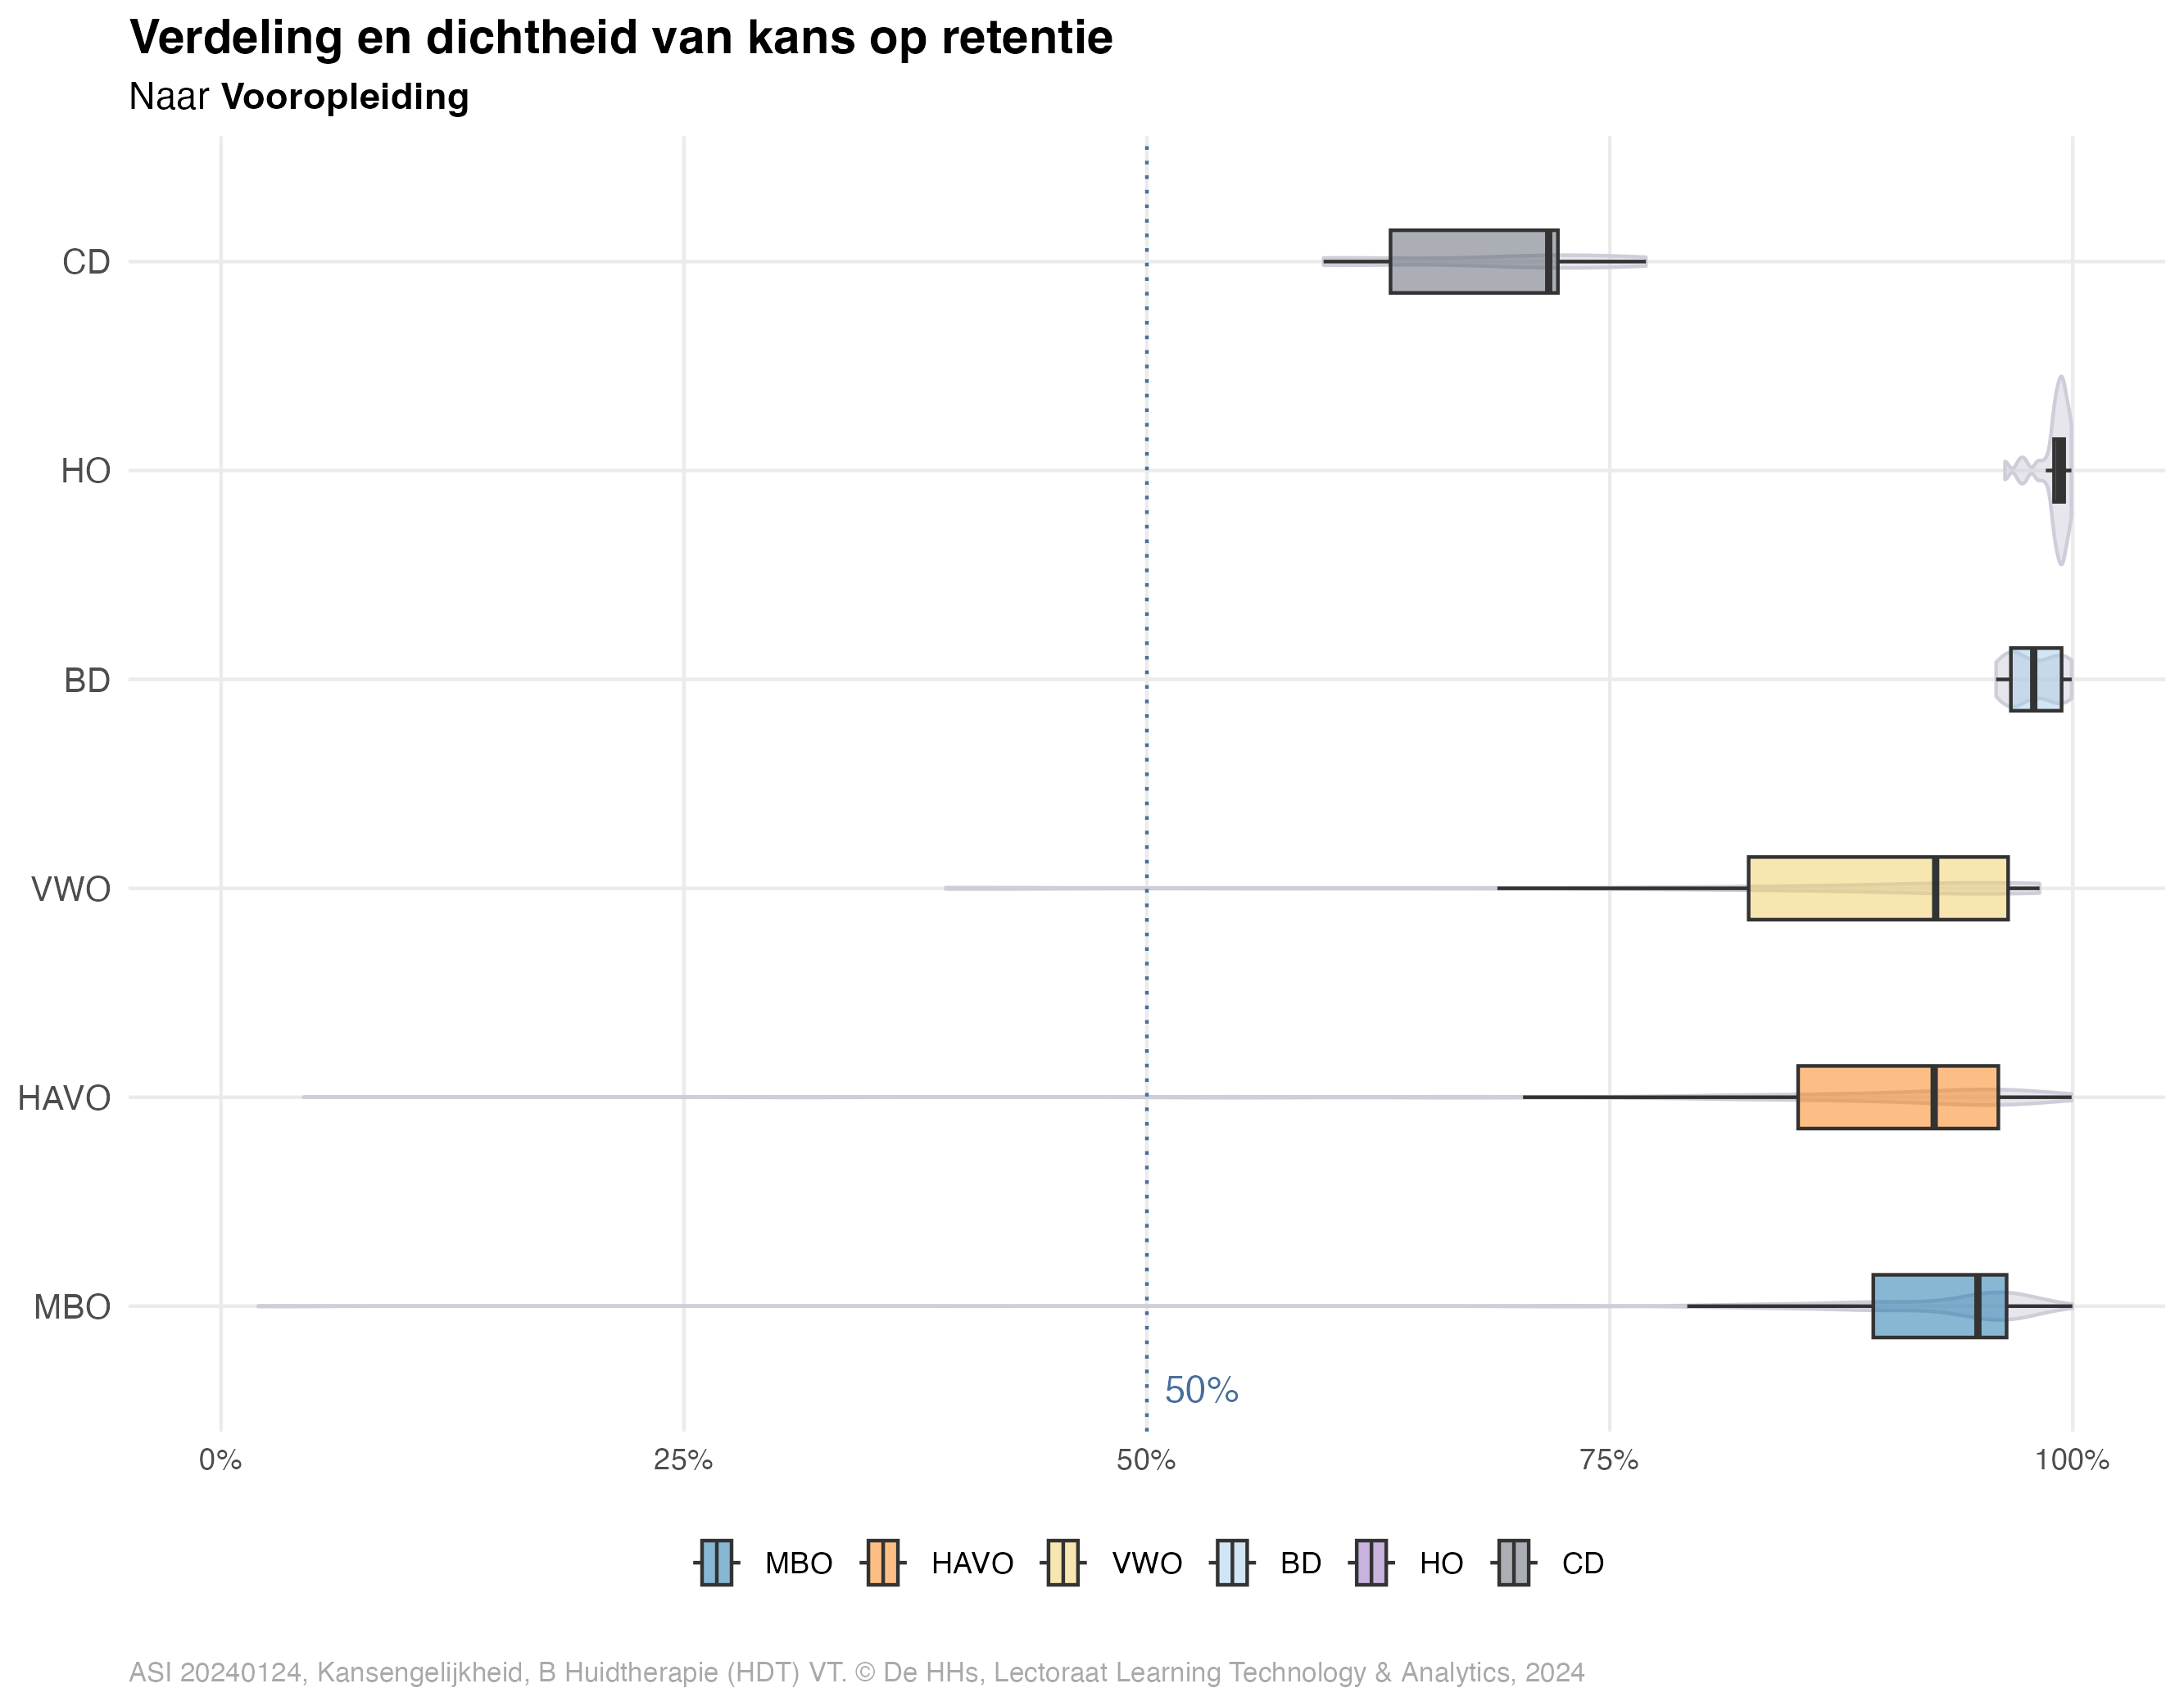 Verdeling en dichtheid van kans op retentie
Naar Vooropleiding
CD
HO
BD
VWO
HAVO
MBO
50%
0% 25% 50% 75% 100%
MBO HAVO VWO BD HO CD
ASI 20240124, Kansengelijkheid, B Huidtherapie (HDT) VT. © De HHs, Lectoraat Learning Technology & Analytics, 2024